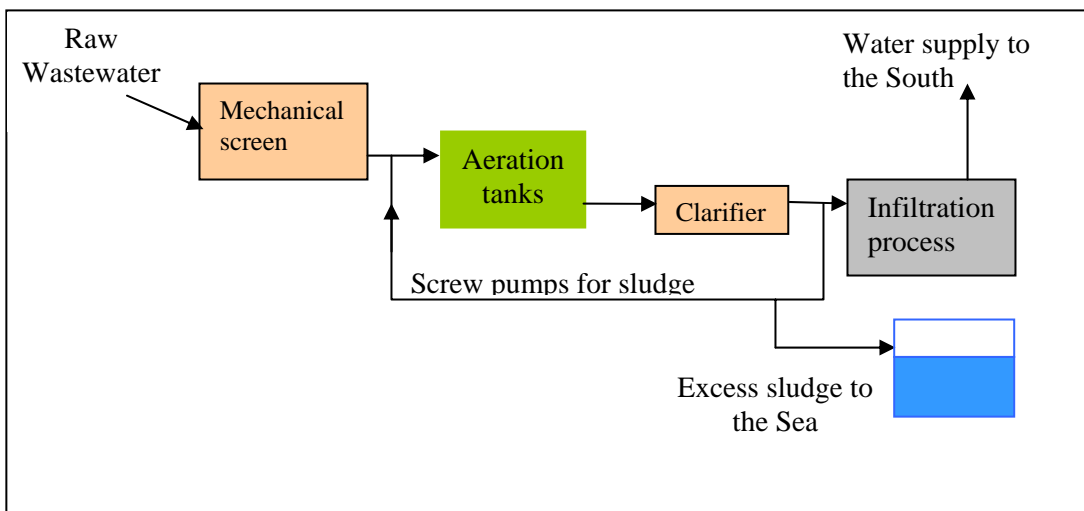 Raw
Wastewater
Mechanical
screen
Aeration
tanks
Clarifier
Infiltration
process
Water supply to
the South
Screw pumps for sludge
Excess sludge to
the Sea